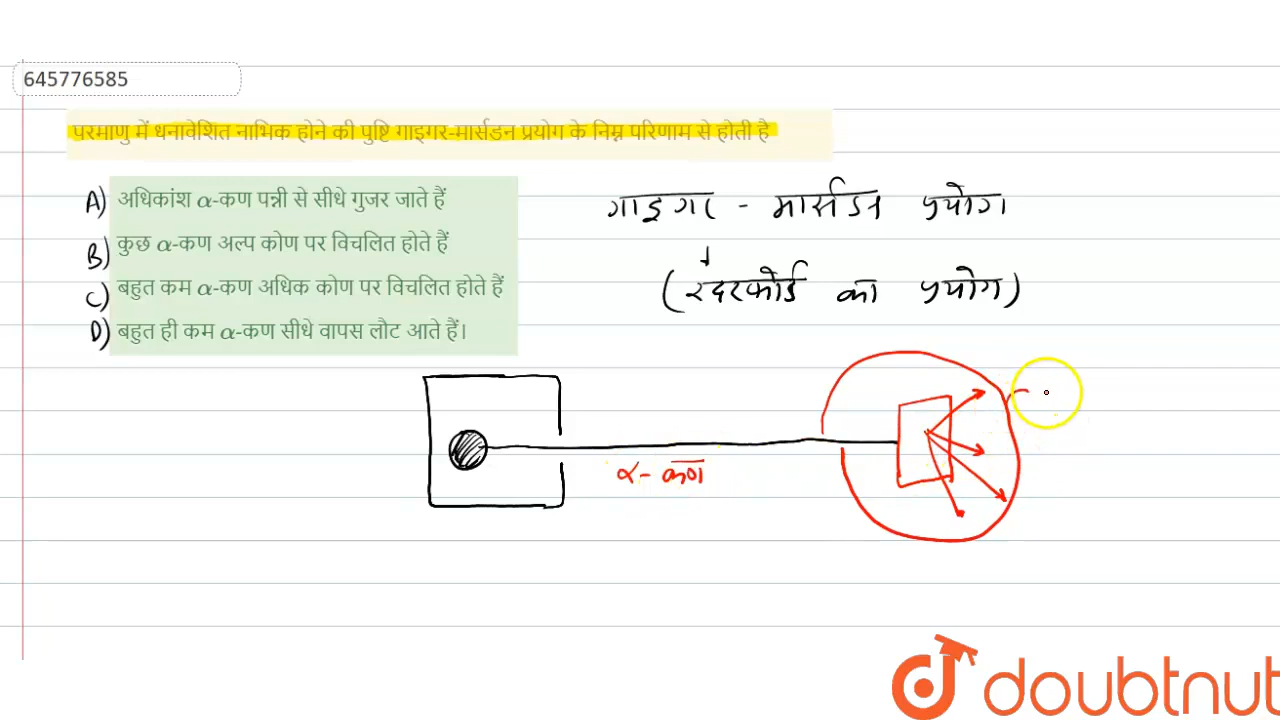 645776585
परमाणु में धनावेशित नाभिक होने की पुष्टि गाइगर-मार्सडन प्रयोग के निम्न परिणाम से होती है
A) अधिकांश α-कण पन्नी से सीधे गुजर जाते हैं
B) कुछ α-कण अल्प कोण पर विचलित होते हैं
C) बहुत कम α-कण अधिक कोण पर विचलित होते हैं
D) बहुत ही कम α-कण सीधे वापस लौट आते हैं।
गाइगर - मार्सडन प्रयोग
(रदरफोर्ड का प्रयोग)
α- कण
doubtnut